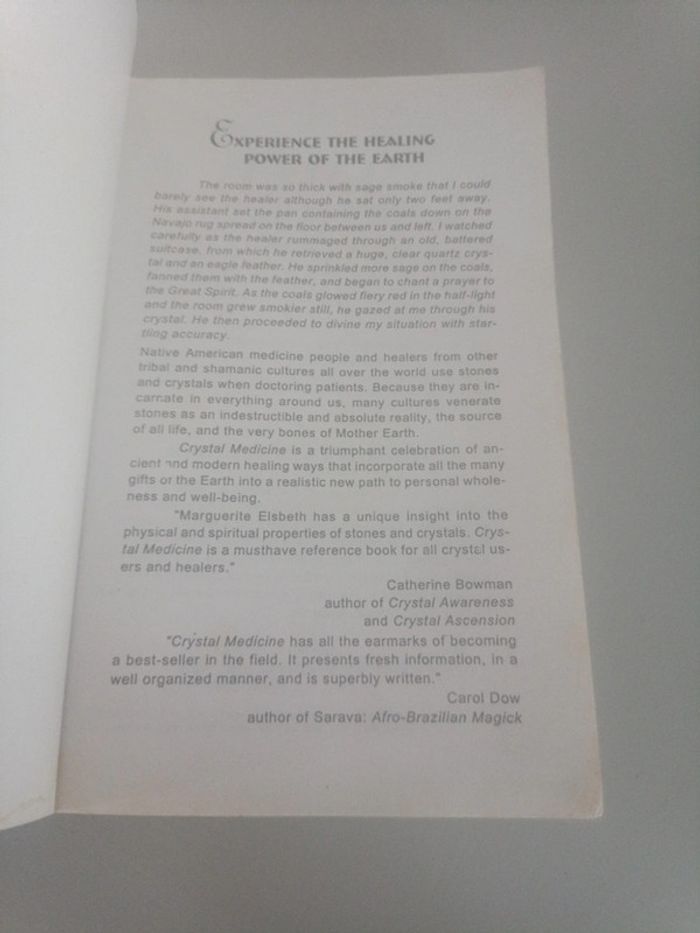 EXPERIENCE THE HEALING
POWER OF THE EARTH
The room was so thick with sage smoke that I could
barely see the healer although he sat only two feet away.
His assistant set the pan containing the coals down on the
Navajo rug spread on the floor between us and left. I watched
carefully as the healer rummaged through an old, battered
suitcase, from which he retrieved a huge, clear quartz crys-
tal and an eagle feather. He sprinkled more sage on the coals,
fanned them with the feather, and began to chant a prayer to
the Great Spirit. As the coals glowed fiery red in the half-light
and the room grew smokier still, he gazed at me through his
crystal. He then proceeded to divine my situation with star-
tling accuracy.
Native American medicine people and healers from other
tribal and shamanic cultures all over the world use stones
and crystals when doctoring patients. Because they are in-
carnate in everything around us, many cultures venerate
stones as an indestructible and absolute reality, the source
of all life, and the very bones of Mother Earth.
Crystal Medicine is a triumphant celebration of an-
cient and modern healing ways that incorporate all the many
gifts of the Earth into a realistic new path to personal whole-
ness and well-being.
"Marguerite Elsbeth has a unique insight into the
physical and spiritual properties of stones and crystals. Crys-
tal Medicine is a musthave reference book for all crystal us-
ers and healers."
Catherine Bowman
author of Crystal Awareness
and Crystal Ascension
"Crystal Medicine has all the earmarks of becoming
a best-seller in the field. It presents fresh information, in a
well organized manner, and is superbly written."
Carol Dow
author of Sarava: Afro-Brazilian Magick